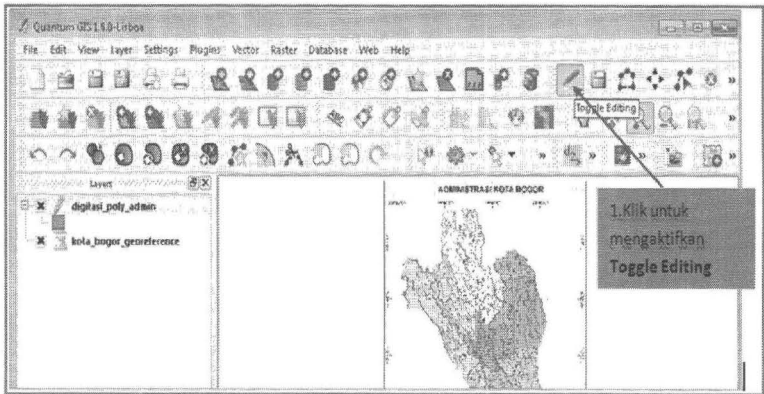 Quantum GIS 1.8.0-Lisboa
File Edit View Layer Settings Plugins Vector Raster Database Web Help
Toggle Editing
Layers
ADMINISTRASI KOTA BOGOR
digitasi_poly_admin
kota_bogor_georeference
1.Klik untuk
mengaktifkan
Toggle Editing